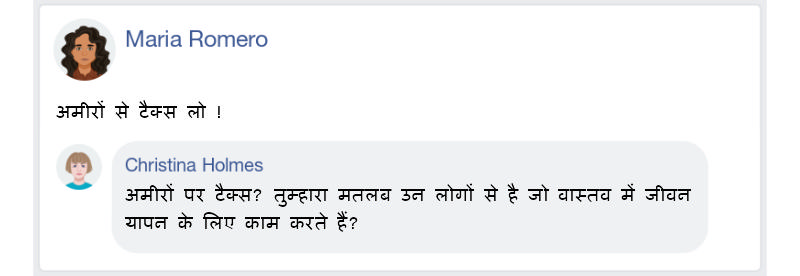 Maria Romero
अमीरों से टैक्स लो !
Christina Holmes
अमीरों पर टैक्स? तुम्हारा मतलब उन लोगों से है जो वास्तव में जीवन
यापन के लिए काम करते हैं?